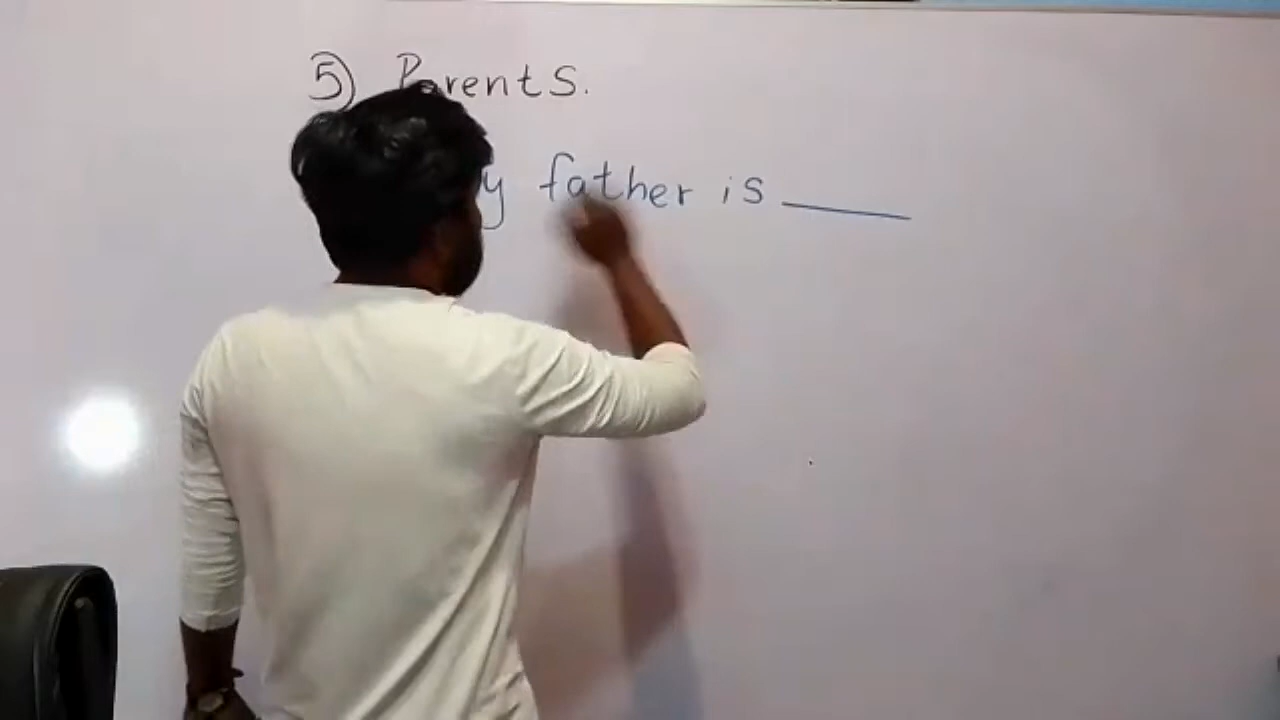 5) Parents.
y father is ____